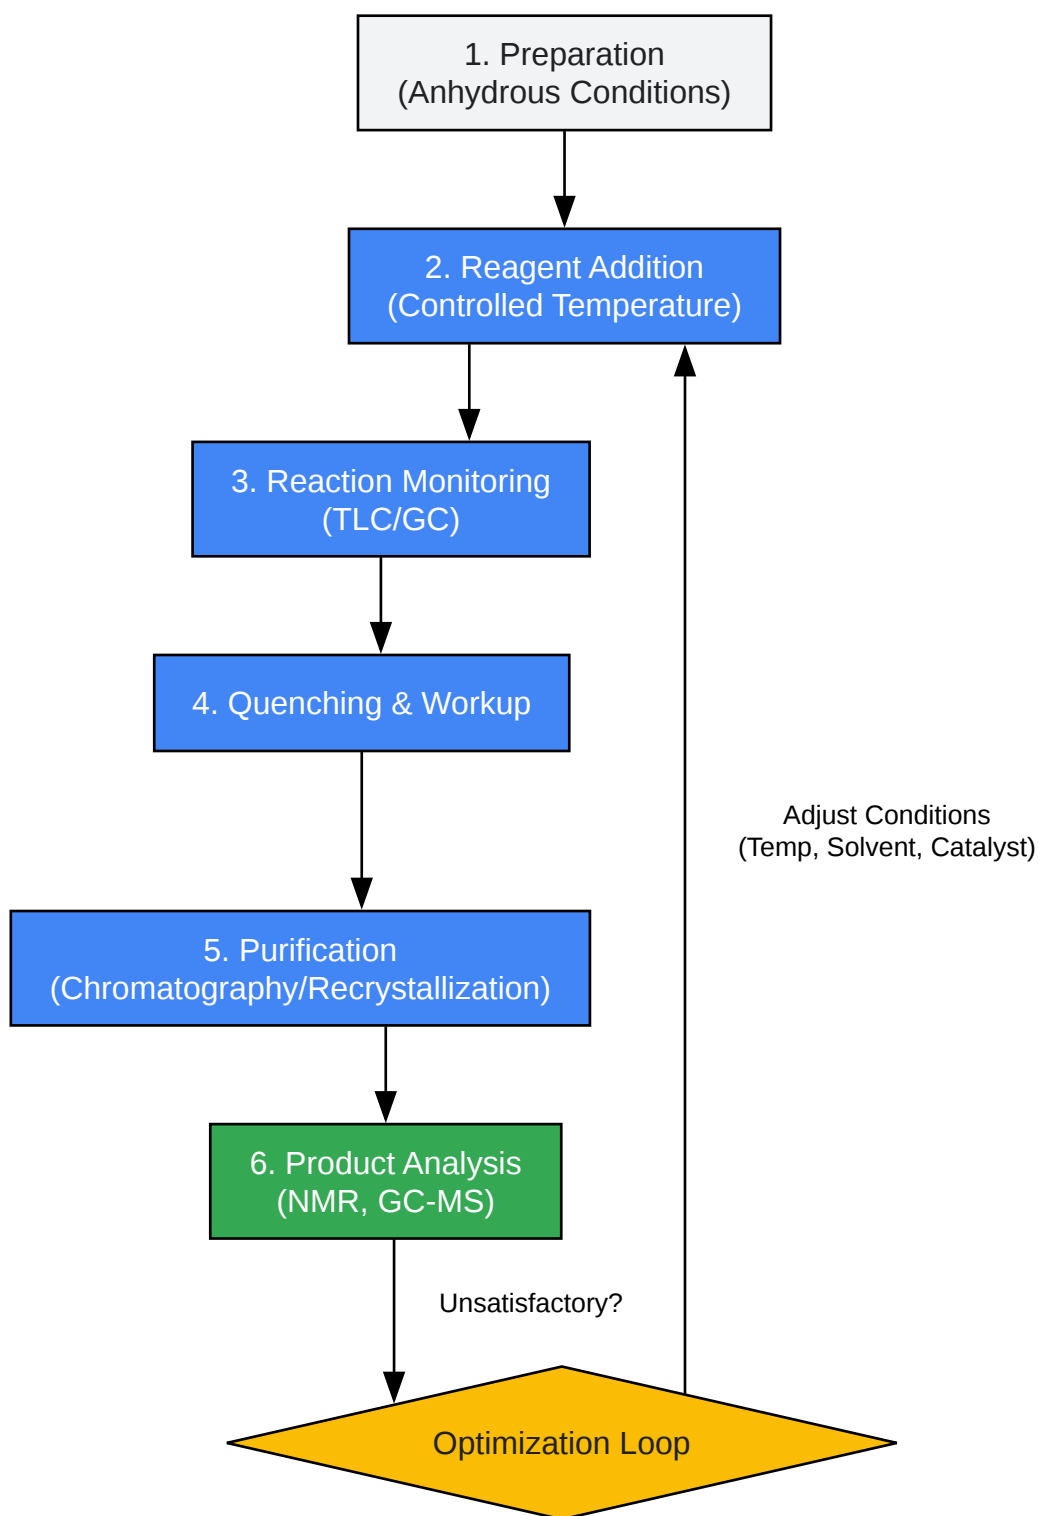 1. Preparation
(Anhydrous Conditions)
2. Reagent Addition
(Controlled Temperature)
3. Reaction Monitoring
(TLC/GC)
4. Quenching & Workup
Adjust Conditions
(Temp, Solvent, Catalyst)
5. Purification
(Chromatography/Recrystallization)
6. Product Analysis
(NMR, GC-MS)
Unsatisfactory?
Optimization Loop